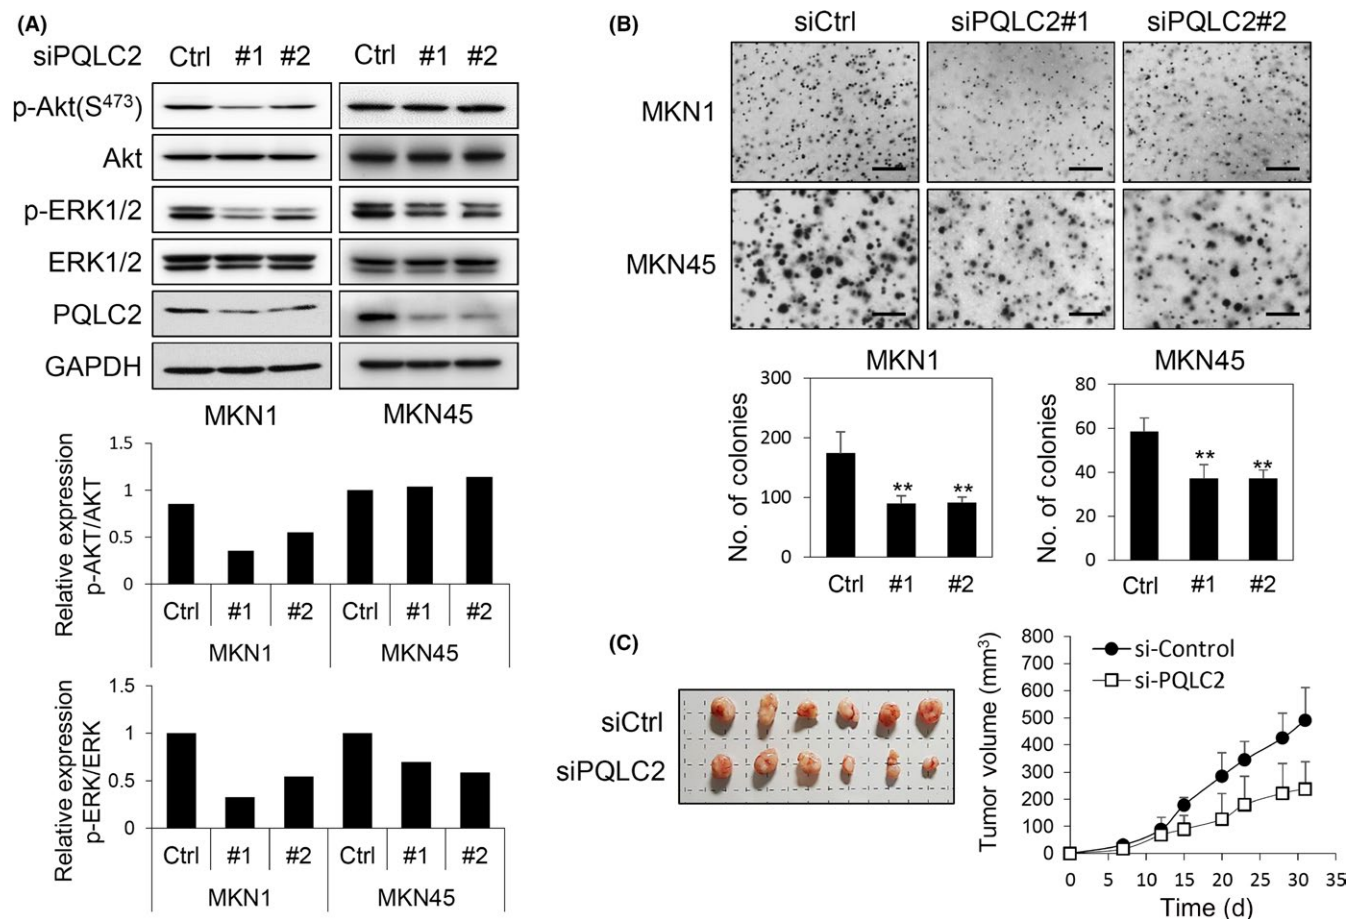 (A)
siPQLC2 Ctrl #1 #2 Ctrl #1 #2
p-Akt(S473)
Akt
p-ERK1/2
ERK1/2
PQLC2
GAPDH
MKN1 MKN45
Relative expression
p-AKT/AKT
1.5
1
0.5
0
Ctrl #1 #2 Ctrl #1 #2
MKN1 MKN45
Relative expression
p-ERK/ERK
1.5
1
0.5
0
Ctrl #1 #2 Ctrl #1 #2
MKN1 MKN45
(B)
siCtrl siPQLC2#1 siPQLC2#2
MKN1
MKN45
MKN1
No. of colonies
300
200
100
0
** **
Ctrl #1 #2
MKN45
No. of colonies
80
60
40
20
0
** **
Ctrl #1 #2
(C)
siCtrl
siPQLC2
Tumor volume (mm3)
800
700
600
500
400
300
200
100
0
si-Control
si-PQLC2
0 5 10 15 20 25 30 35
Time (d)